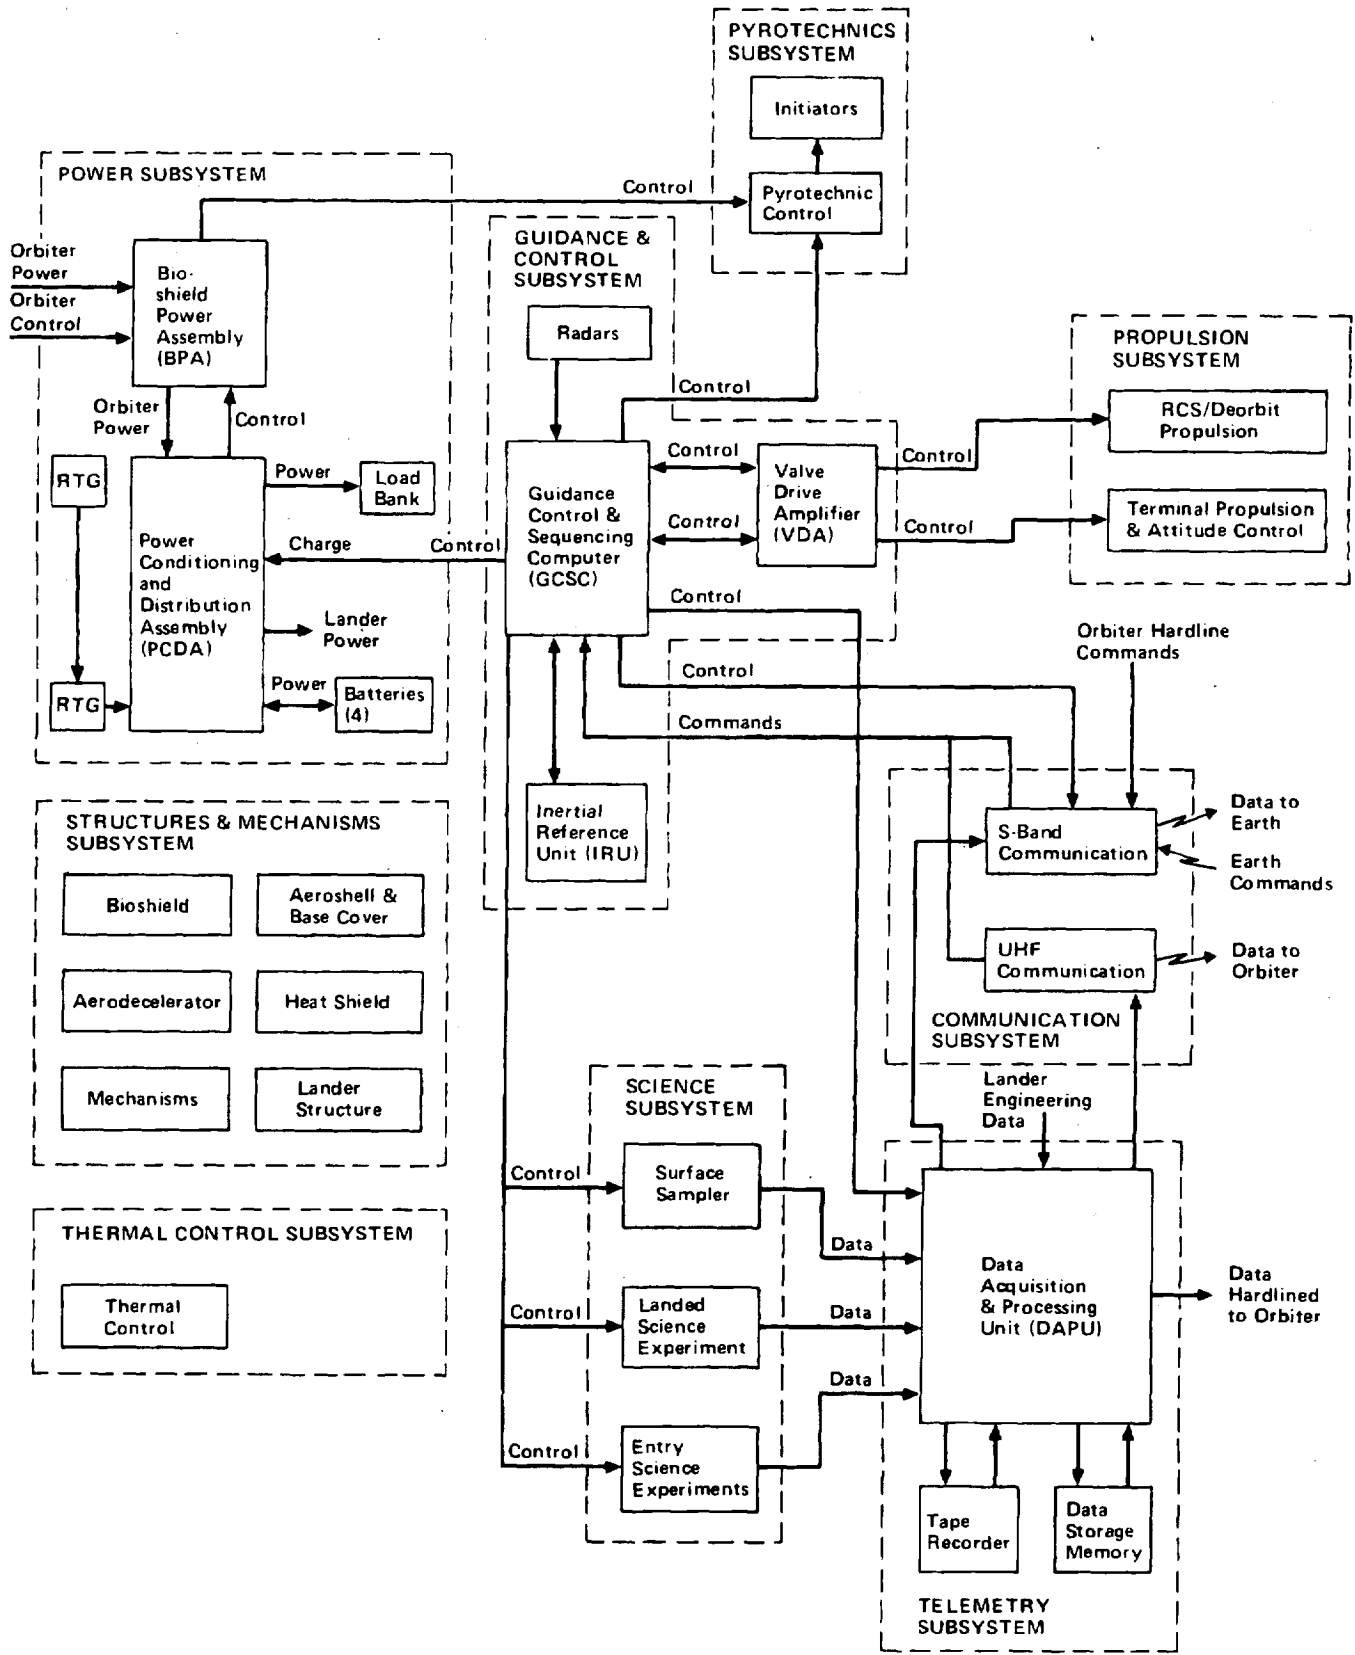 PYROTECHNICS
SUBSYSTEM
Initiators
Pyrotechnic
Control
Control
POWER SUBSYSTEM
Orbiter
Power
Orbiter
Control
Bio-
shield
Power
Assembly
(BPA)
Orbiter
Power
Control
RTG
Power
Load
Bank
Power
Conditioning
and
Distribution
Assembly
(PCDA)
Charge
Control
Lander
Power
RTG
Power
Batteries
(4)
GUIDANCE &
CONTROL
SUBSYSTEM
Radars
Control
Guidance
Control &
Sequencing
Computer
(GCSC)
Control
Control
Valve
Drive
Amplifier
(VDA)
Control
Control
PROPULSION
SUBSYSTEM
RCS/Deorbit
Propulsion
Terminal Propulsion
& Attitude Control
Control
Control
Commands
Inertial
Reference
Unit (IRU)
Orbiter Hardline
Commands
S-Band
Communication
Data to
Earth
Earth
Commands
UHF
Communication
Data to
Orbiter
COMMUNICATION
SUBSYSTEM
STRUCTURES & MECHANISMS
SUBSYSTEM
Bioshield
Aeroshell &
Base Cover
Aerodecelerator
Heat Shield
Mechanisms
Lander
Structure
THERMAL CONTROL SUBSYSTEM
Thermal
Control
SCIENCE
SUBSYSTEM
Control
Surface
Sampler
Data
Control
Landed
Science
Experiment
Data
Control
Entry
Science
Experiments
Data
Lander
Engineering
Data
Data
Acquisition
& Processing
Unit (DAPU)
Data
Hardlined
to Orbiter
Tape
Recorder
Data
Storage
Memory
TELEMETRY
SUBSYSTEM